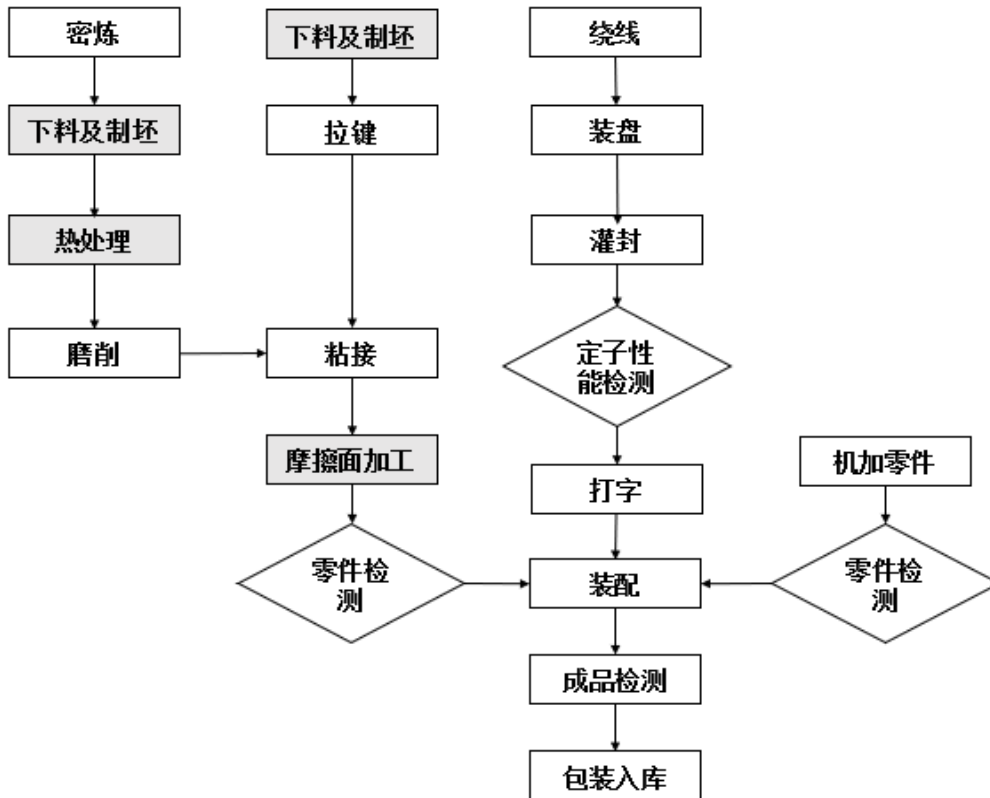 密炼
下料及制坯
绕线
下料及制坯
拉键
装盘
热处理
灌封
磨削
粘接
定子性
能检测
摩擦面加工
机加零件
打字
零件检
测
装配
零件检
测
成品检测
包装入库